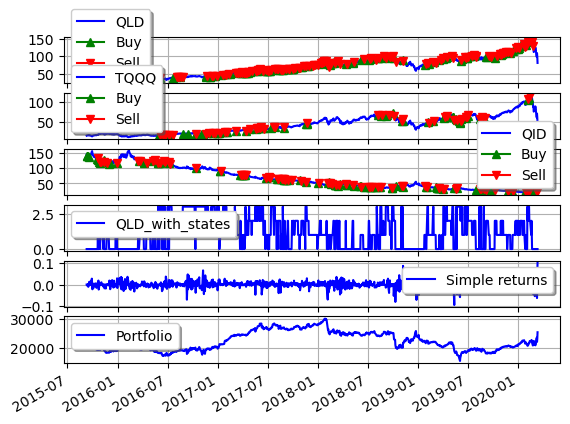 QLD
Buy
Sell
150
100
50
TQQQ
Buy
Sell
100
50
QID
Buy
Sell
150
100
50
QLD_with_states
2.5
0.0
Simple returns
0.1
0.0
−0.1
Portfolio
30000
20000
2015-07
2016-01
2016-07
2017-01
2017-07
2018-01
2018-07
2019-01
2019-07
2020-01